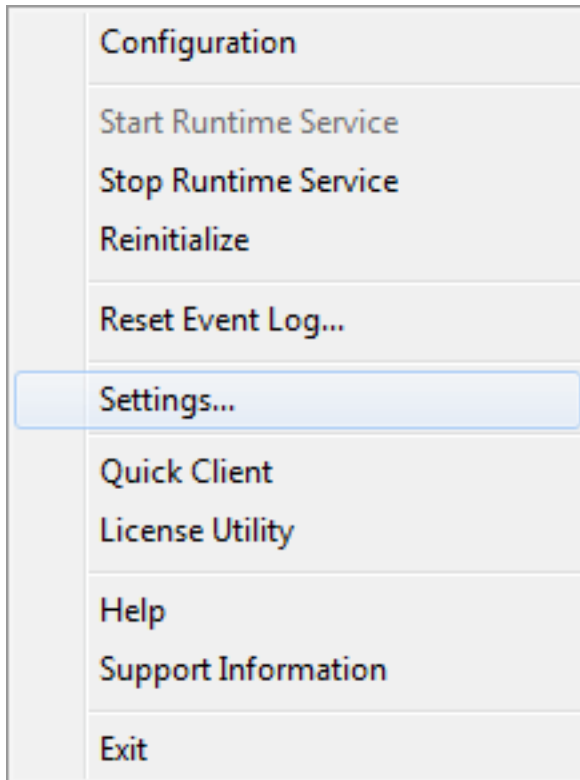 Configuration
Start Runtime Service
Stop Runtime Service
Reinitialize
Reset Event Log...
Settings...
Quick Client
License Utility
Help
Support Information
Exit